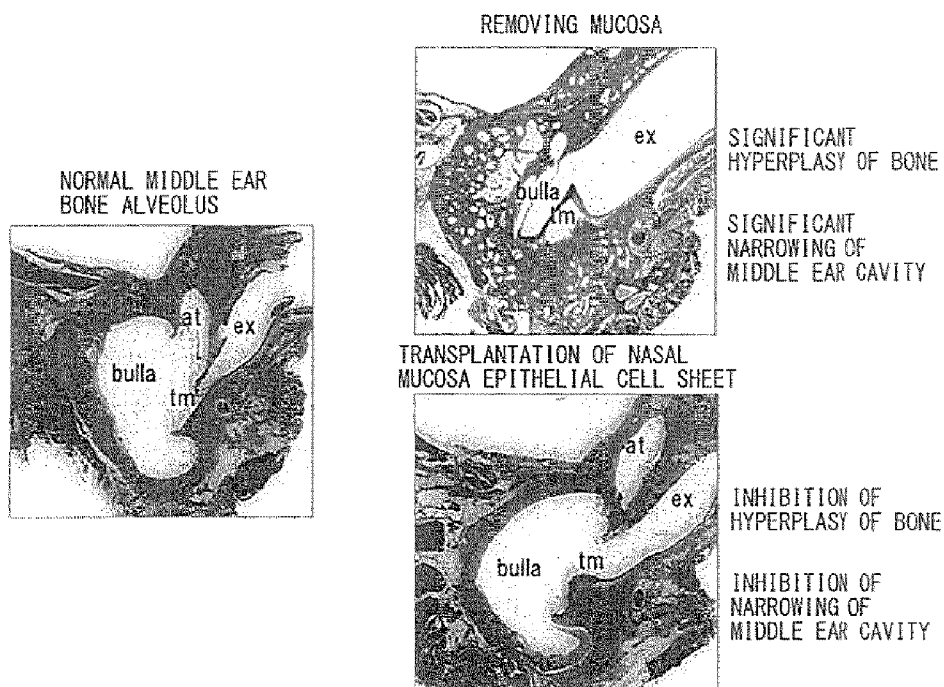 REMOVING MUCOSA
ex
bulla
tm
SIGNIFICANT
HYPERPLASY OF BONE
SIGNIFICANT
NARROWING OF
MIDDLE EAR CAVITY
NORMAL MIDDLE EAR
BONE ALVEOLUS
at
ex
bulla
tm
TRANSPLANTATION OF NASAL
MUCOSA EPITHELIAL CELL SHEET
at
ex
bulla
tm
INHIBITION OF
HYPERPLASY OF BONE
INHIBITION OF
NARROWING OF
MIDDLE EAR CAVITY